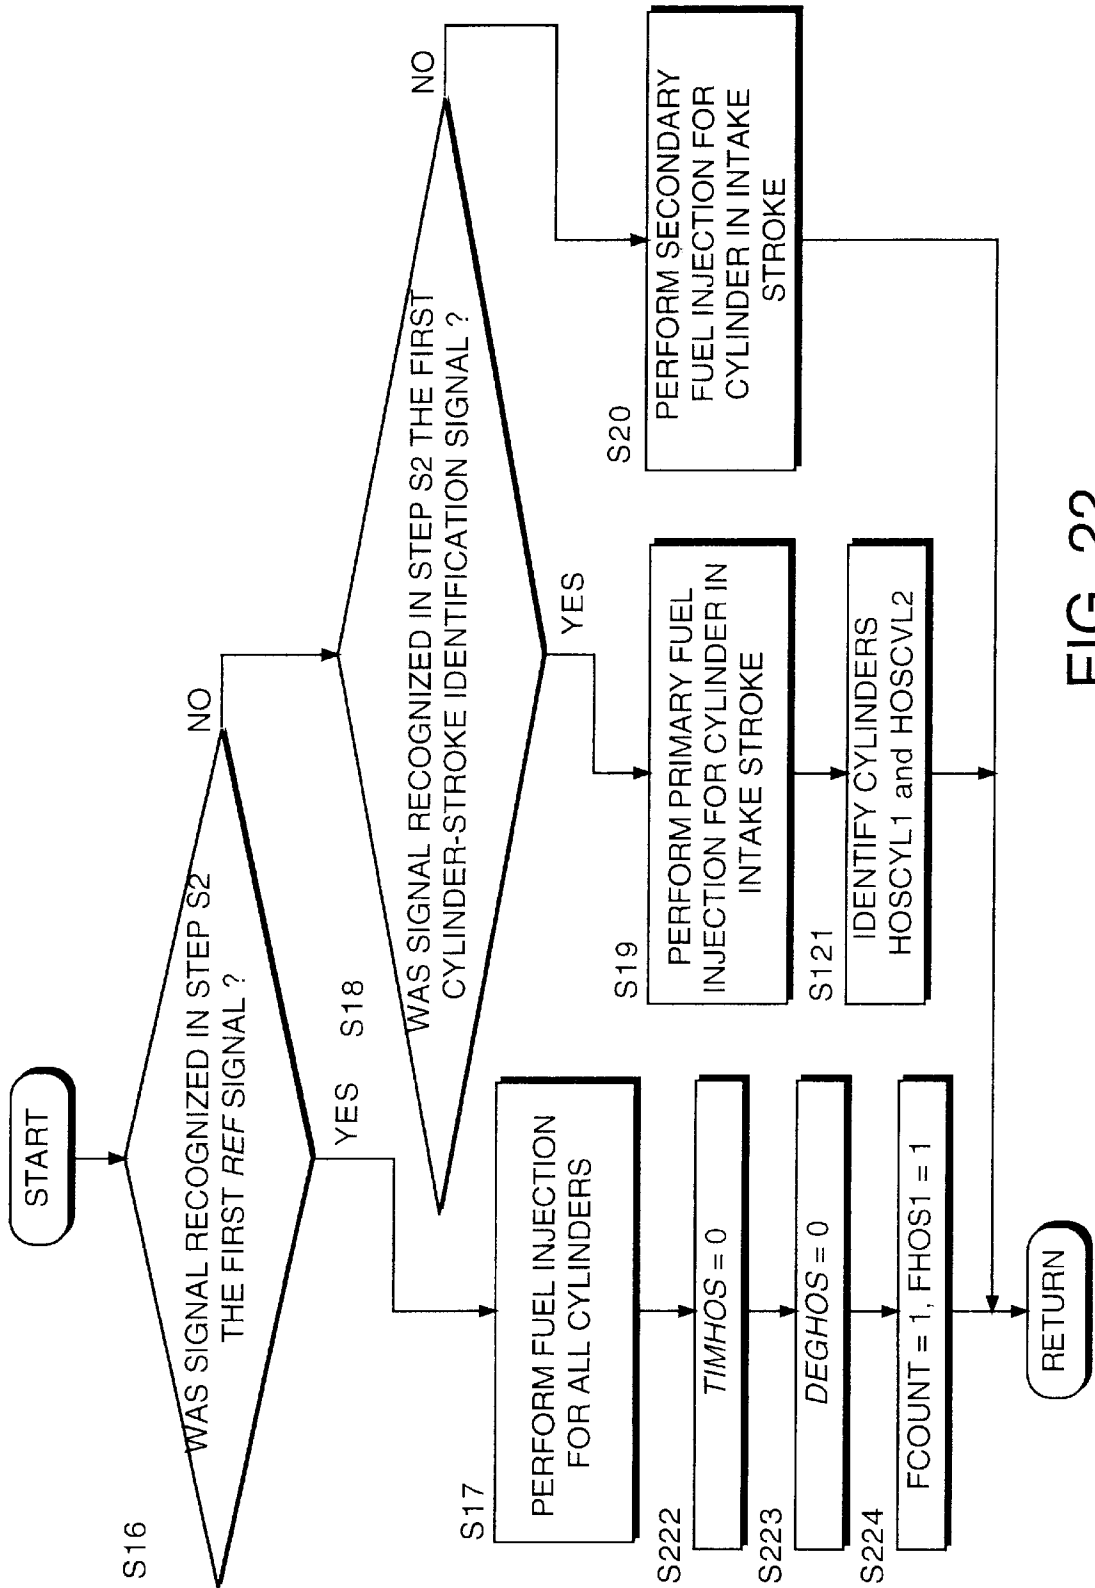 START
S16
WAS SIGNAL RECOGNIZED IN STEP S2
THE FIRST REF SIGNAL ?
NO
YES
S18
WAS SIGNAL RECOGNIZED IN STEP S2 THE FIRST
CYLINDER-STROKE IDENTIFICATION SIGNAL ?
NO
YES
S17
PERFORM FUEL INJECTION
FOR ALL CYLINDERS
S222
TIMHOS = 0
S223
DEGHOS = 0
S224
FCOUNT = 1, FHOS1 = 1
S19
PERFORM PRIMARY FUEL
INJECTION FOR CYLINDER IN
INTAKE STROKE
S121
IDENTIFY CYLINDERS
HOSCYL1 and HOSCVL2
S20
PERFORM SECONDARY
FUEL INJECTION FOR
CYLINDER IN INTAKE
STROKE
RETURN
FIG. 22